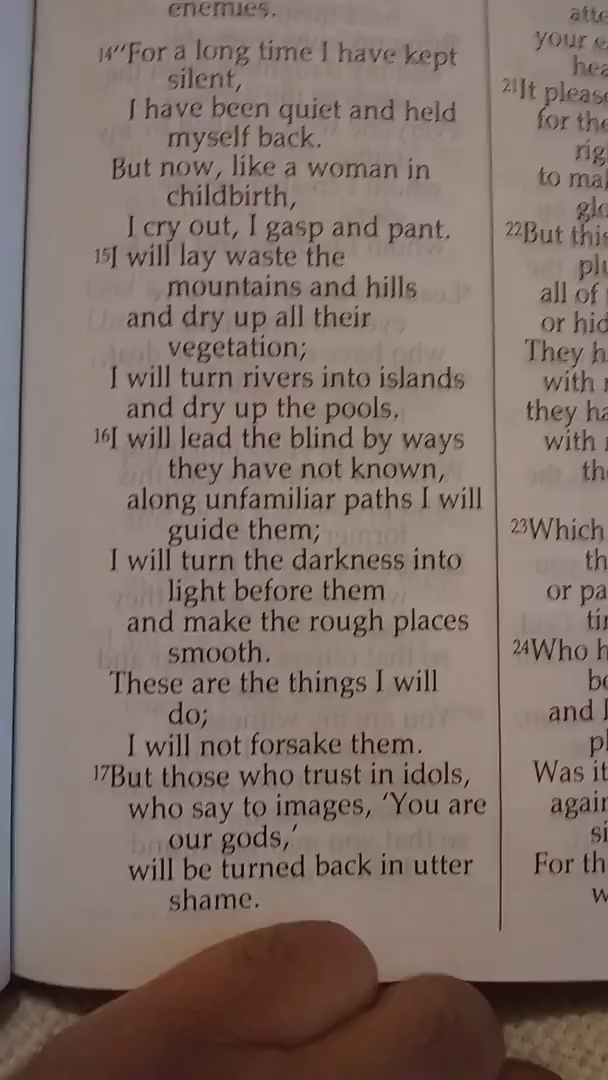 enemies.
14"For a long time I have kept
silent,
I have been quiet and held
myself back.
But now, like a woman in
childbirth,
I cry out, I gasp and pant.
15I will lay waste the
mountains and hills
and dry up all their
vegetation;
I will turn rivers into islands
and dry up the pools.
16I will lead the blind by ways
they have not known,
along unfamiliar paths I will
guide them;
I will turn the darkness into
light before them
and make the rough places
smooth.
These are the things I will
do;
I will not forsake them.
17But those who trust in idols,
who say to images, 'You are
our gods,'
will be turned back in utter
shame.
your
21It
for
to
22But this
all of
or
They
with
they
with
23Which
or
24Who
and I
Was it
For